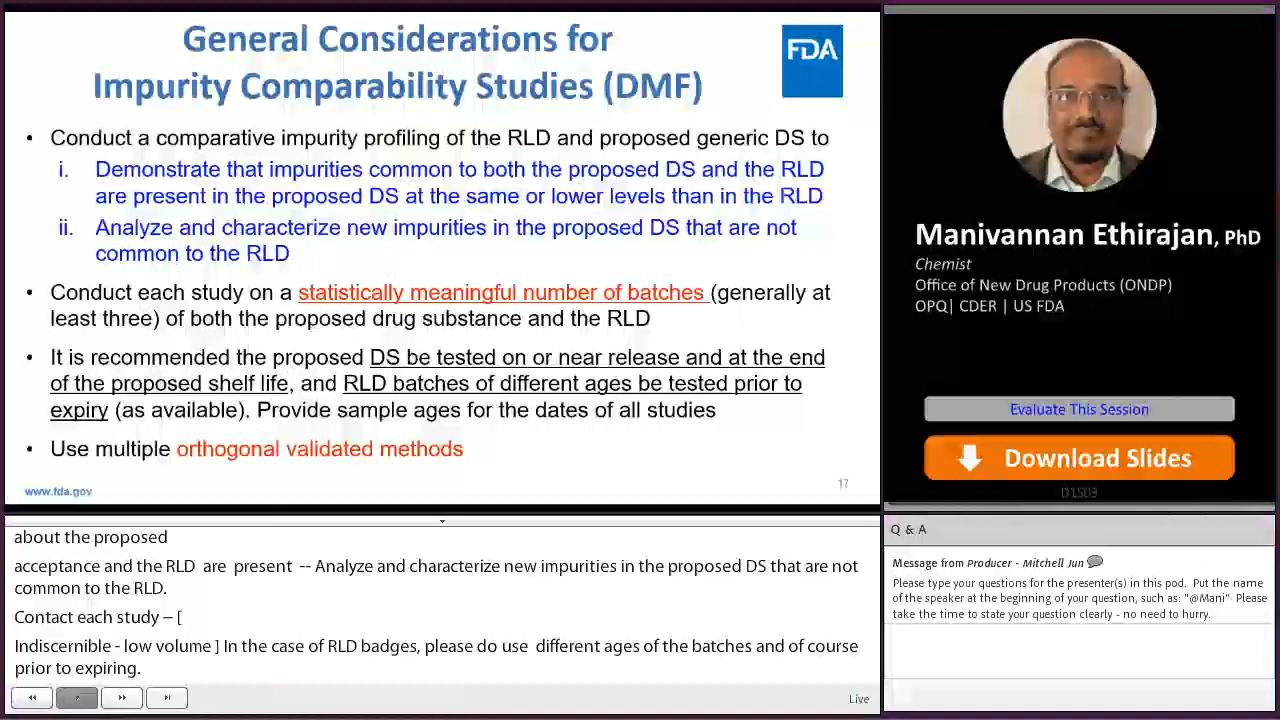 General Considerations for
Impurity Comparability Studies (DMF)
FDA
• Conduct a comparative impurity profiling of the RLD and proposed generic DS to
i. Demonstrate that impurities common to both the proposed DS and the RLD
are present in the proposed DS at the same or lower levels than in the RLD
ii. Analyze and characterize new impurities in the proposed DS that are not
common to the RLD
• Conduct each study on a statistically meaningful number of batches (generally at
least three) of both the proposed drug substance and the RLD
• It is recommended the proposed DS be tested on or near release and at the end
of the proposed shelf life, and RLD batches of different ages be tested prior to
expiry (as available). Provide sample ages for the dates of all studies
• Use multiple orthogonal validated methods
www.fda.gov
17
Manivannan Ethirajan, PhD
Chemist
Office of New Drug Products (ONDP)
OPQ| CDER | US FDA
Evaluate This Session
Download Slides
D1S03
about the proposed
acceptance and the RLD are present -- Analyze and characterize new impurities in the proposed DS that are not
common to the RLD.
Contact each study – [
Indiscernible - low volume ] In the case of RLD badges, please do use different ages of the batches and of course
prior to expiring.
Live
Q & A
Message from Producer - Mitchell Jun
Please type your questions for the presenter(s) in this pod. Put the name
of the speaker at the beginning of your question, such as: "@Mani" Please
take the time to state your question clearly - no need to hurry.